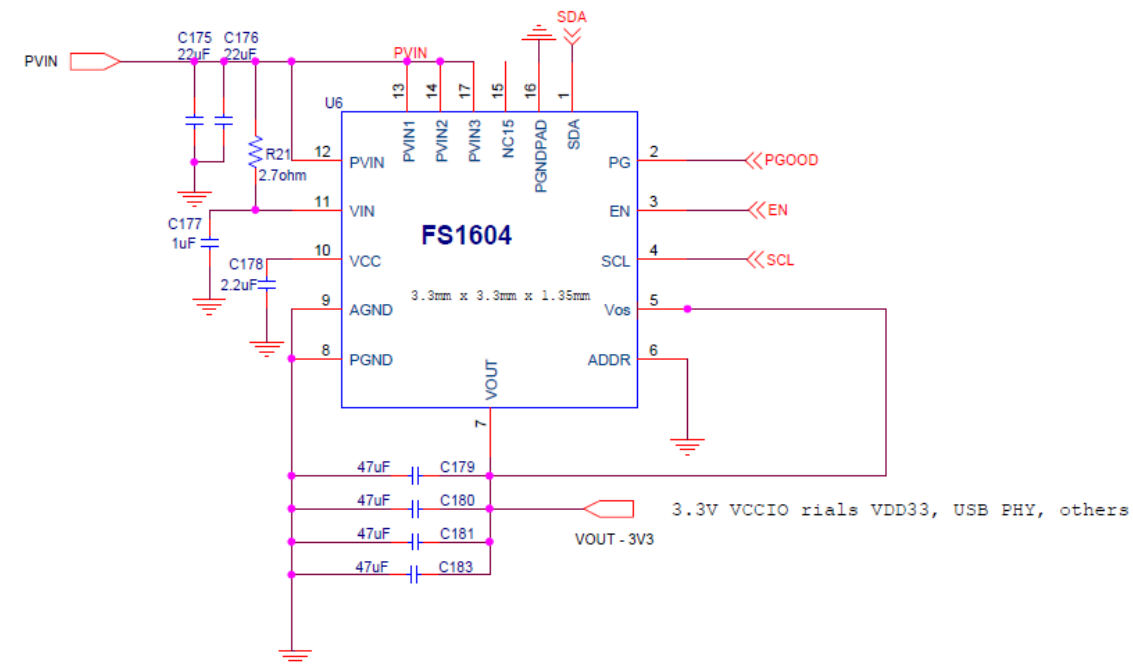 SDA
C175 C176
22uF 22uF
PVIN
PVIN
U6
13
14
17
15
16
1
PVIN1
PVIN2
PVIN3
NC15
PGNDPAD
SDA
12 PVIN
R21
2.7ohm
11 VIN
C177
1uF
10 VCC
C178
2.2uF
9 AGND
8 PGND
FS1604
3.3mm x 3.3mm x 1.35mm
PG 2 PGOOD
EN 3 EN
SCL 4 SCL
Vos 5
ADDR 6
VOUT
7
47uF C179
47uF C180
47uF C181
47uF C183
3.3V VCCIO rials VDD33, USB PHY, others
VOUT - 3V3